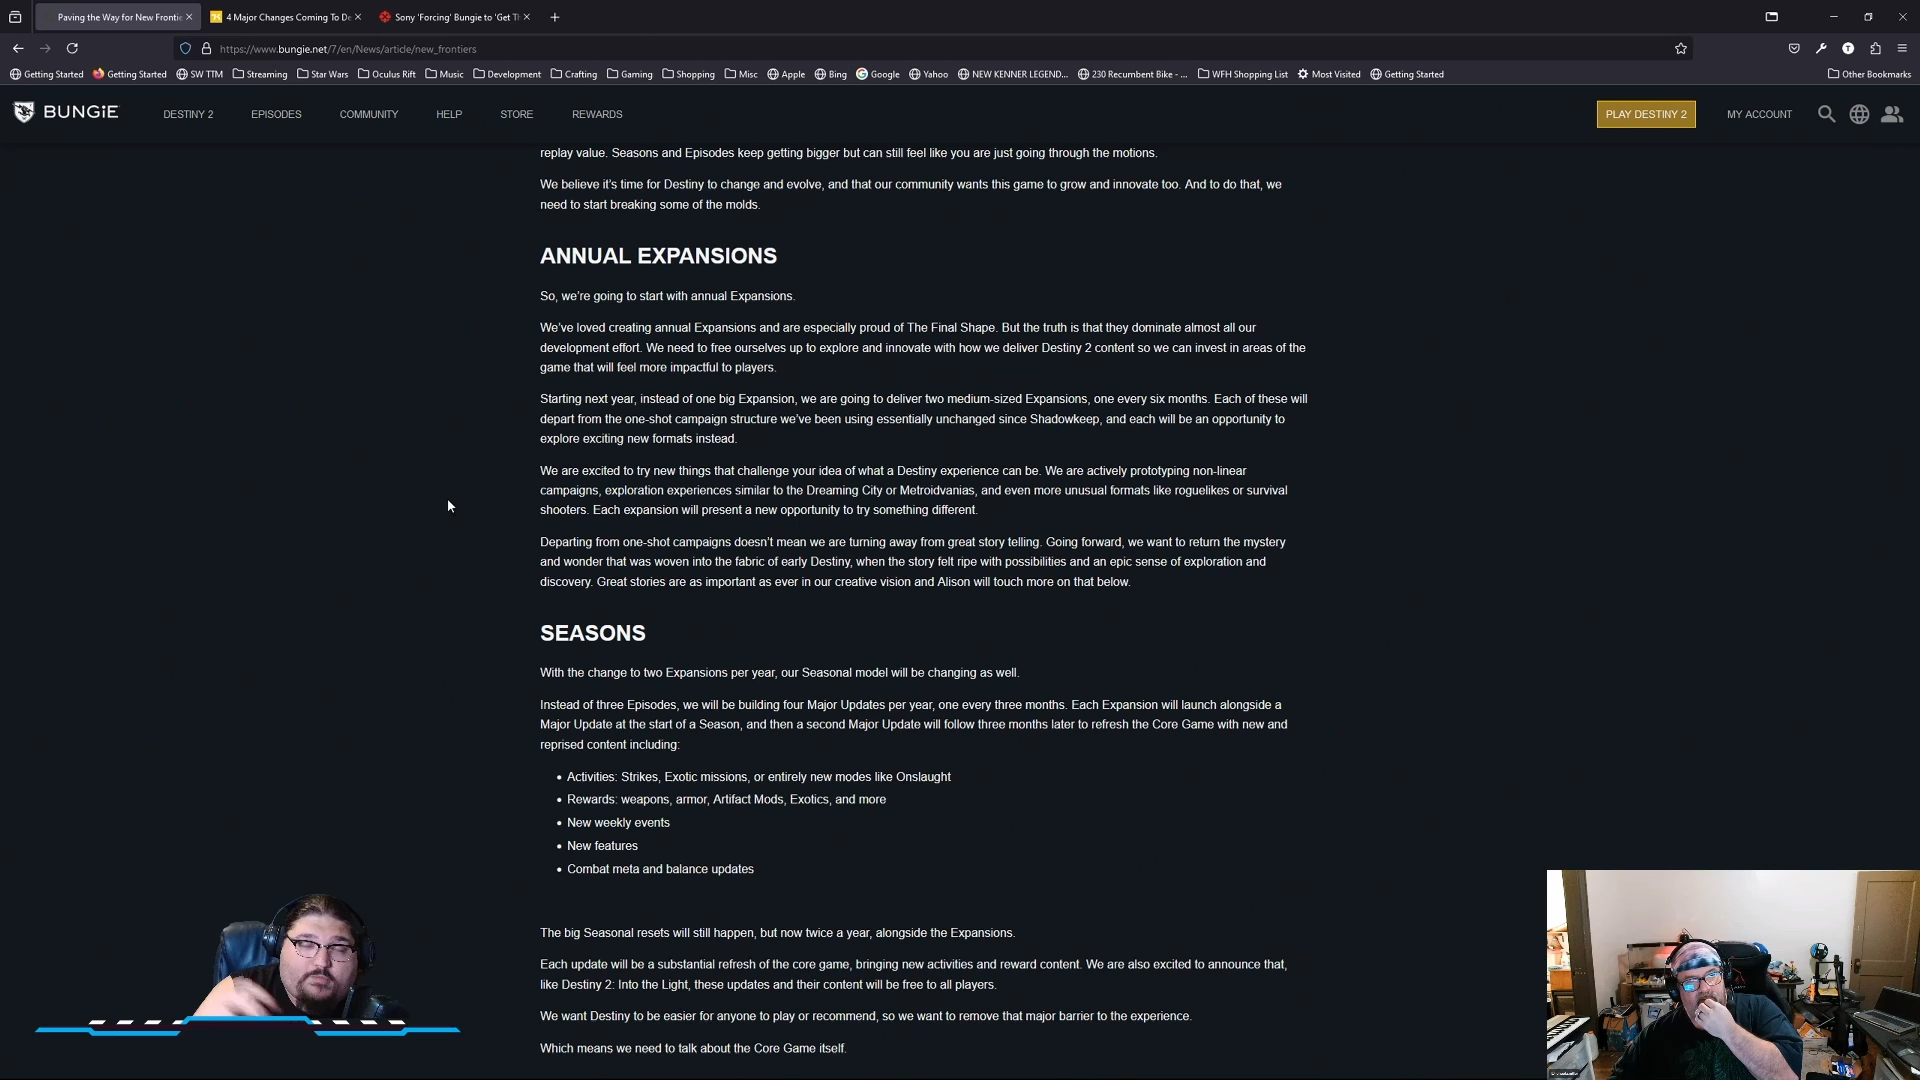 Paving the Way for New Frontie
4 Major Changes Coming To De
Sony 'Forcing' Bungie to 'Get Th
https://www.bungie.net/7/en/News/article/new_frontiers
Getting Started
Getting Started
SW TTM
Streaming
Star Wars
Oculus Rift
Music
Development
Crafting
Gaming
Shopping
Misc
Apple
Bing
Google
Yahoo
NEW KENNER LEGEND...
230 Recumbent Bike - ...
WFH Shopping List
Most Visited
Getting Started
Other Bookmarks
BUNGiE
DESTINY 2
EPISODES
COMMUNITY
HELP
STORE
REWARDS
PLAY DESTINY 2
MY ACCOUNT
replay value. Seasons and Episodes keep getting bigger but can still feel like you are just going through the motions.
We believe it's time for Destiny to change and evolve, and that our community wants this game to grow and innovate too. And to do that, we
need to start breaking some of the molds.
ANNUAL EXPANSIONS
So, we're going to start with annual Expansions.
We've loved creating annual Expansions and are especially proud of The Final Shape. But the truth is that they dominate almost all our
development effort. We need to free ourselves up to explore and innovate with how we deliver Destiny 2 content so we can invest in areas of the
game that will feel more impactful to players.
Starting next year, instead of one big Expansion, we are going to deliver two medium-sized Expansions, one every six months. Each of these will
depart from the one-shot campaign structure we've been using essentially unchanged since Shadowkeep, and each will be an opportunity to
explore exciting new formats instead.
We are excited to try new things that challenge your idea of what a Destiny experience can be. We are actively prototyping non-linear
campaigns, exploration experiences similar to the Dreaming City or Metroidvanias, and even more unusual formats like roguelikes or survival
shooters. Each expansion will present a new opportunity to try something different.
Departing from one-shot campaigns doesn't mean we are turning away from great story telling. Going forward, we want to return the mystery
and wonder that was woven into the fabric of early Destiny, when the story felt ripe with possibilities and an epic sense of exploration and
discovery. Great stories are as important as ever in our creative vision and Alison will touch more on that below.
SEASONS
With the change to two Expansions per year, our Seasonal model will be changing as well.
Instead of three Episodes, we will be building four Major Updates per year, one every three months. Each Expansion will launch alongside a
Major Update at the start of a Season, and then a second Major Update will follow three months later to refresh the Core Game with new and
reprised content including:
• Activities: Strikes, Exotic missions, or entirely new modes like Onslaught
• Rewards: weapons, armor, Artifact Mods, Exotics, and more
• New weekly events
• New features
• Combat meta and balance updates
The big Seasonal resets will still happen, but now twice a year, alongside the Expansions.
Each update will be a substantial refresh of the core game, bringing new activities and reward content. We are also excited to announce that,
like Destiny 2: Into the Light, these updates and their content will be free to all players.
We want Destiny to be easier for anyone to play or recommend, so we want to remove that major barrier to the experience.
Which means we need to talk about the Core Game itself.